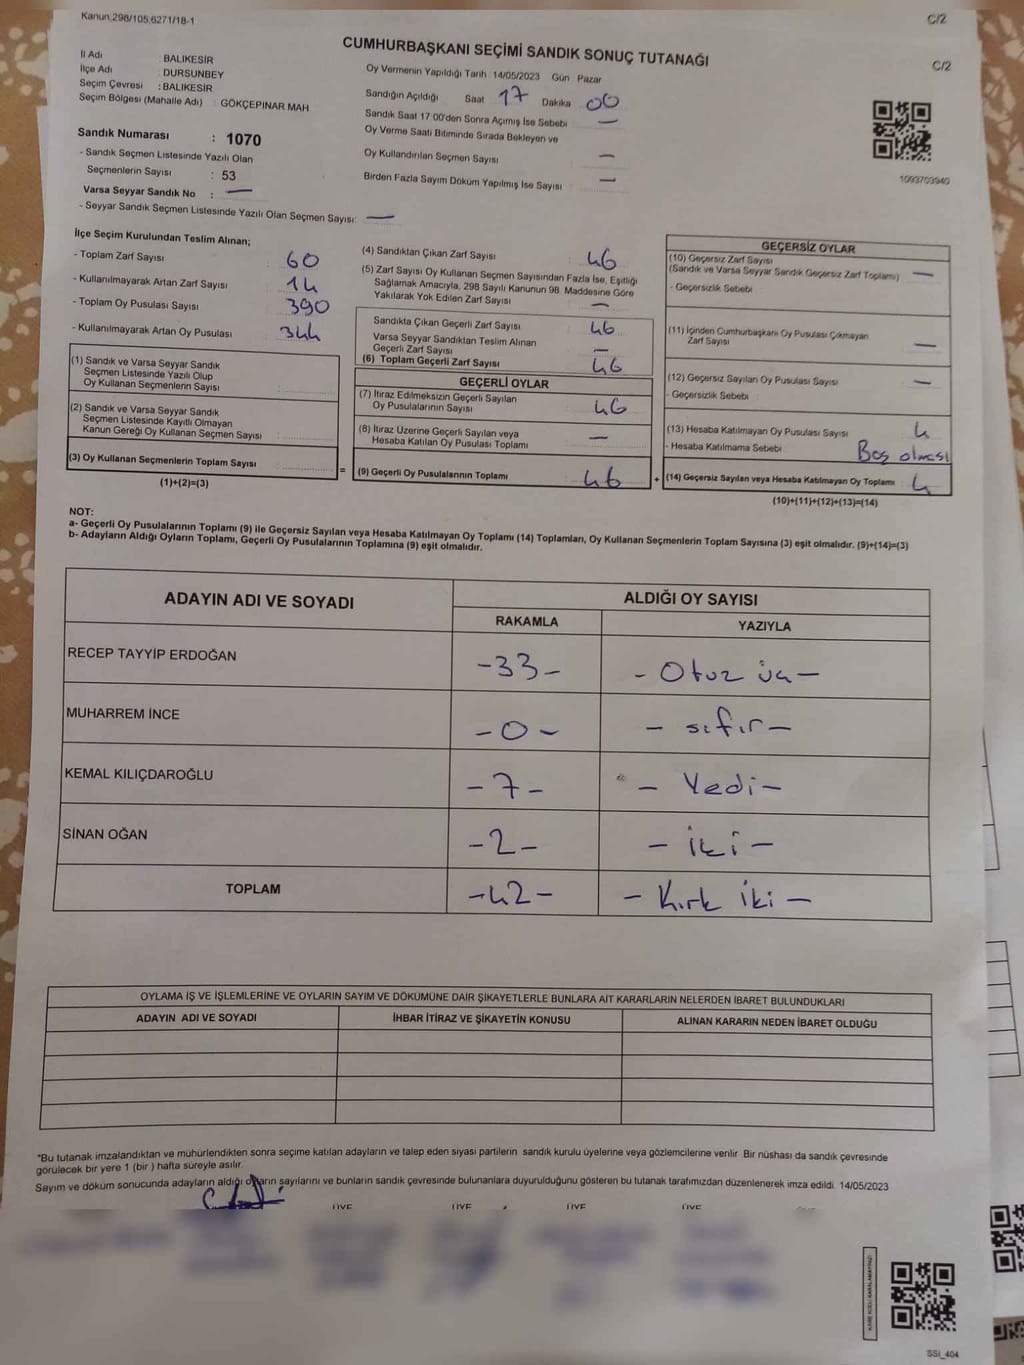 Kanun:298/105,6271/18-1
C/2
CUMHURBAŞKANI SEÇİMİ SANDIK SONUÇ TUTANAĞI
C/2
İl Adı : BALIKESİR
İlçe Adı : DURSUNBEY
Seçim Çevresi : BALIKESİR
Seçim Bölgesi (Mahalle Adı) : GÖKÇEPINAR MAH
Sandık Numarası : 1070
- Sandık Seçmen Listesinde Yazılı Olan
Seçmenlerin Sayısı : 53
Varsa Seyyar Sandık No : —
- Seyyar Sandık Seçmen Listesinde Yazılı Olan Seçmen Sayısı: —
Oy Vermenin Yapıldığı Tarih : 14/05/2023 Gün : Pazar
Sandığın Açıldığı Saat 17 Dakika 00
Sandık Saat 17:00'den Sonra Açımış İse Sebebi : —
Oy Verme Saati Bitiminde Sırada Bekleyen ve
Oy Kullandırılan Seçmen Sayısı : —
Birden Fazla Sayım Döküm Yapılmış İse Sayısı : —
1093703940
İlçe Seçim Kurulundan Teslim Alınan;
- Toplam Zarf Sayısı : 60
- Kullanılmayarak Artan Zarf Sayısı : 14
- Toplam Oy Pusulası Sayısı : 390
- Kullanılmayarak Artan Oy Pusulası : 344
(1) Sandık ve Varsa Seyyar Sandık
Seçmen Listesinde Yazılı Olup
Oy Kullanan Seçmenlerin Sayısı :
(2) Sandık ve Varsa Seyyar Sandık
Seçmen Listesinde Kayıtlı Olmayan
Kanun Gereği Oy Kullanan Seçmen Sayısı :
(3) Oy Kullanan Seçmenlerin Toplam Sayısı :
(1)+(2)=(3)
=
(4) Sandıktan Çıkan Zarf Sayısı : 46
(5) Zarf Sayısı Oy Kullanan Seçmen Sayısından Fazla İse, Eşitliği
Sağlamak Amacıyla, 298 Sayılı Kanunun 98. Maddesine Göre
Yakılarak Yok Edilen Zarf Sayısı : —
Sandıkta Çıkan Geçerli Zarf Sayısı : 46
Varsa Seyyar Sandıktan Teslim Alınan
Geçerli Zarf Sayısı : —
(6) Toplam Geçerli Zarf Sayısı : 46
GEÇERLİ OYLAR
(7) İtiraz Edilmeksizin Geçerli Sayılan
Oy Pusulalarının Sayısı : 46
(8) İtiraz Üzerine Geçerli Sayılan veya
Hesaba Katılan Oy Pusulası Toplamı : —
(9) Geçerli Oy Pusulalarının Toplamı : 46
+
GEÇERSİZ OYLAR
(10) Geçersiz Zarf Sayısı
(Sandık ve Varsa Seyyar Sandık Geçersiz Zarf Toplamı) : —
- Geçersizlik Sebebi :
(11) İçinden Cumhurbaşkanı Oy Pusulası Çıkmayan
Zarf Sayısı : —
(12) Geçersiz Sayılan Oy Pusulası Sayısı : —
- Geçersizlik Sebebi :
(13) Hesaba Katılmayan Oy Pusulası Sayısı : 4
- Hesaba Katılmama Sebebi : Boş olması
(14) Geçersiz Sayılan veya Hesaba Katılmayan Oy Toplamı : 4
(10)+(11)+(12)+(13)=(14)
NOT:
a- Geçerli Oy Pusulalarının Toplamı (9) ile Geçersiz Sayılan veya Hesaba Katılmayan Oy Toplamı (14) Toplamları, Oy Kullanan Seçmenlerin Toplam Sayısına (3) eşit olmalıdır. (9)+(14)=(3)
b- Adayların Aldığı Oyların Toplamı, Geçerli Oy Pusulalarının Toplamına (9) eşit olmalıdır.
ADAYIN ADI VE SOYADI
ALDIĞI OY SAYISI
RAKAMLA YAZIYLA
RECEP TAYYİP ERDOĞAN -33- - Otuz üç -
MUHARREM İNCE - 0 - - sıfır -
KEMAL KILIÇDAROĞLU - 7 - - Yedi -
SİNAN OĞAN - 2 - - iki -
TOPLAM -42- - Kırk iki -
OYLAMA İŞ VE İŞLEMLERİNE VE OYLARIN SAYIM VE DÖKÜMÜNE DAİR ŞİKAYETLERLE BUNLARA AİT KARARLARIN NELERDEN İBARET BULUNDUKLARI
ADAYIN ADI VE SOYADI İHBAR İTİRAZ VE ŞİKAYETİN KONUSU ALINAN KARARIN NEDEN İBARET OLDUĞU
*Bu tutanak imzalandıktan ve mühürlendikten sonra seçime katılan adayların ve talep eden siyasi partilerin sandık kurulu üyelerine veya gözlemcilerine verilir. Bir nüshası da sandık çevresinde
görülecek bir yere 1 (bir ) hafta süreyle asılır.
Sayım ve döküm sonucunda adayların aldığı oyların sayılarını ve bunların sandık çevresinde bulunanlara duyurulduğunu gösteren bu tutanak tarafımızdan düzenlenerek imza edildi. 14/05/2023
ÜYE ÜYE ÜYE ÜYE
SSI_404